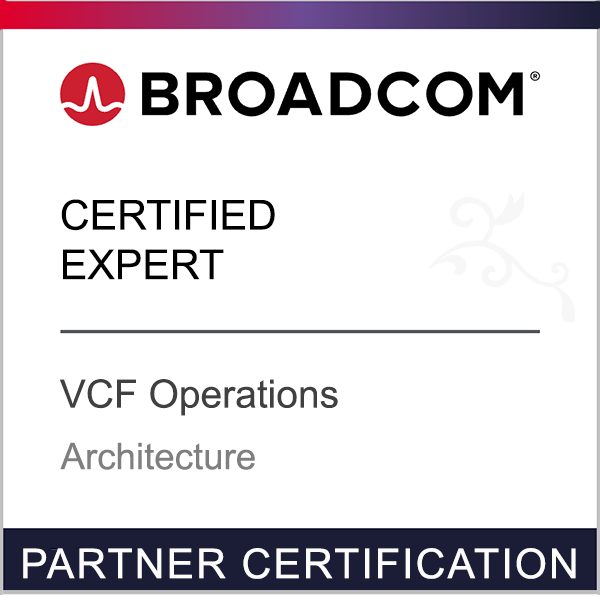 BROADCOM®
CERTIFIED
EXPERT
VCF Operations
Architecture
PARTNER CERTIFICATION